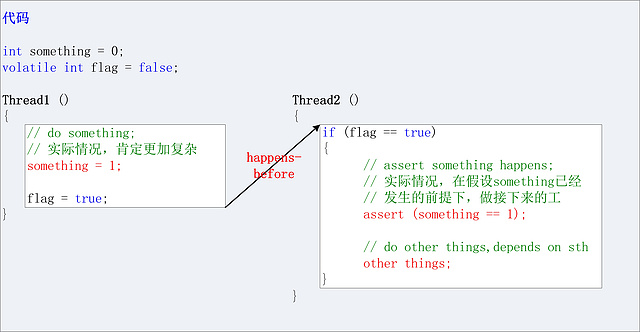 代码
int something = 0;
volatile int flag = false;
Thread1 ()
{
// do something;
// 实际情况，肯定更加复杂
something = 1;
flag = true;
}
happens-
before
Thread2 ()
{
if (flag == true)
{
// assert something happens;
// 实际情况，在假设something已经
// 发生的前提下，做接下来的工
assert (something == 1);
// do other things,depends on sth
other things;
}
}